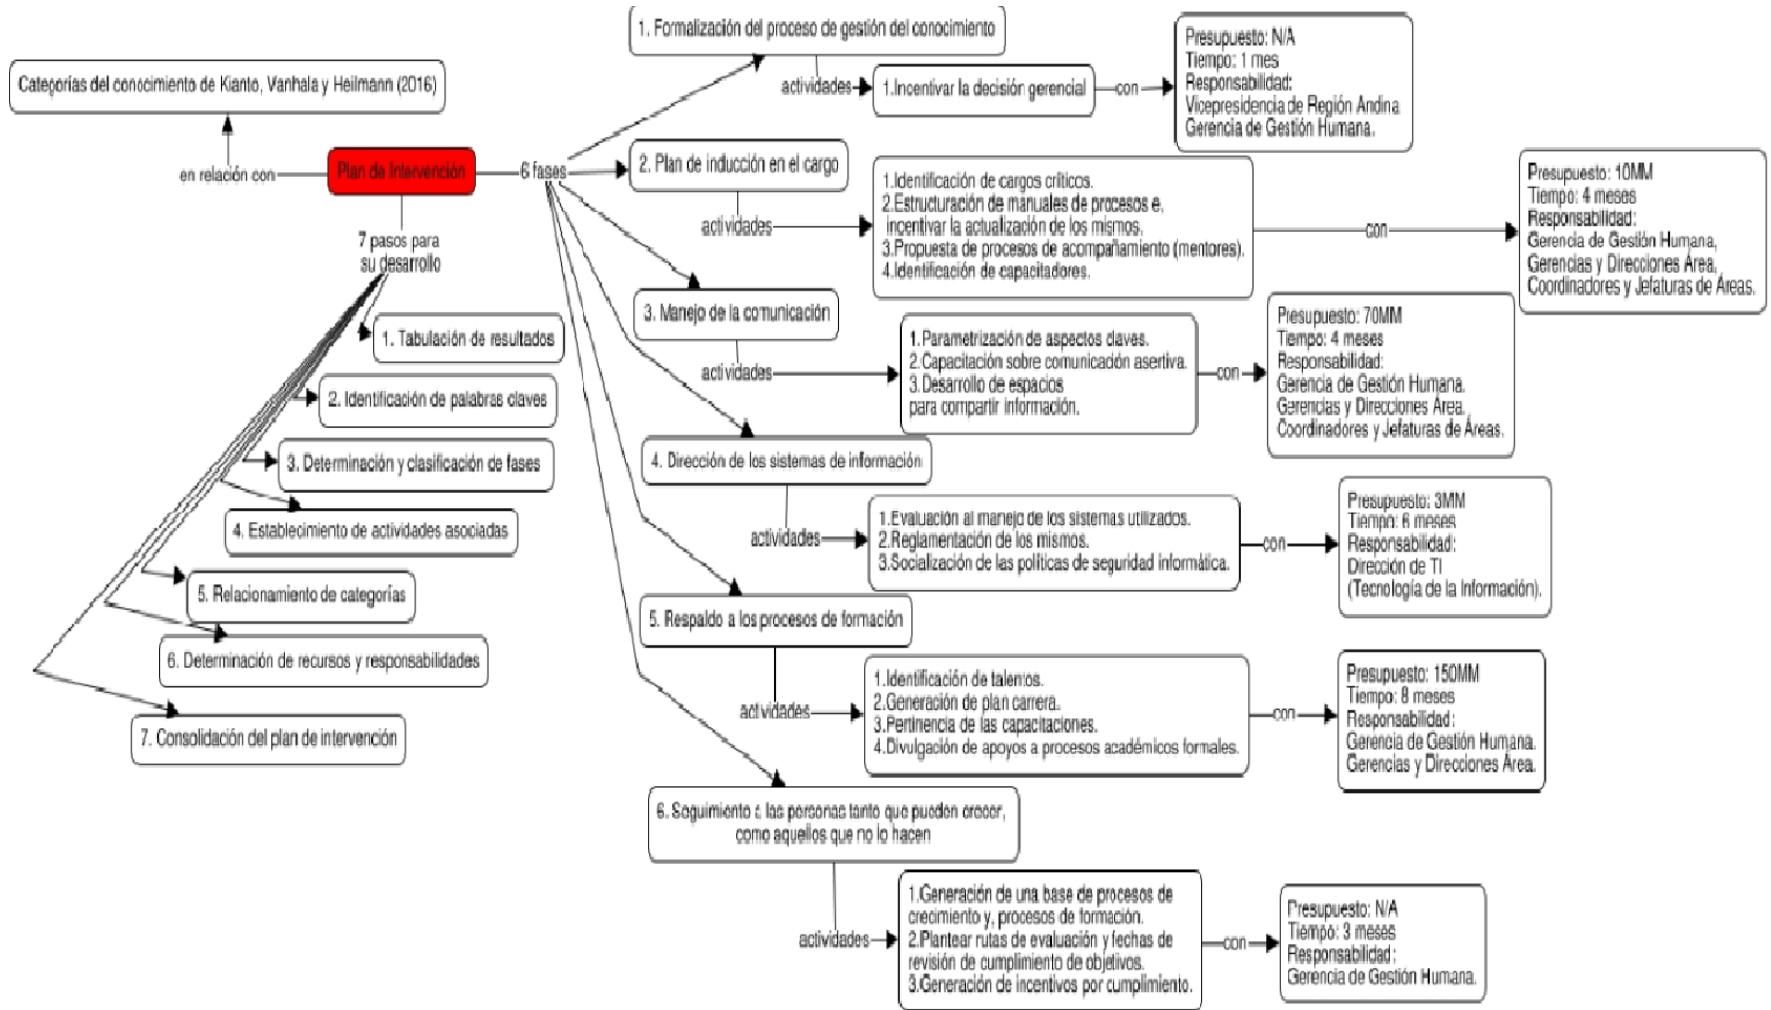 Categorías del conocimiento de Kianto, Vanhala y Heilmann (2016)
en relación con
Plan de Intervención
6 fases
7 pasos para
su desarrollo
1. Tabulación de resultados
2. Identificación de palabras claves
3. Determinación y clasificación de fases
4. Establecimiento de actividades asociadas
5. Relacionamiento de categorías
6. Determinación de recursos y responsabilidades
7. Consolidación del plan de intervención
1. Formalización del proceso de gestión del conocimiento
actividades
1.Incentivar la decisión gerencial
con
Presupuesto: N/A
Tiempo: 1 mes
Responsabilidad:
Vicepresidencia de Región Andina
Gerencia de Gestión Humana.
2. Plan de inducción en el cargo
actividades
1.Identificación de cargos críticos.
2.Estructuración de manuales de procesos e,
incentivar la actualización de los mismos.
3.Propuesta de procesos de acompañamiento (mentores).
4.Identificación de capacitadores.
con
Presupuesto: 10MM
Tiempo: 4 meses
Responsabilidad:
Gerencia de Gestión Humana,
Gerencias y Direcciones Área,
Coordinadores y Jefaturas de Áreas.
3. Manejo de la comunicación
actividades
1.Parametrización de aspectos claves.
2.Capacitación sobre comunicación asertiva.
3.Desarrollo de espacios
para compartir información.
con
Presupuesto: 70MM
Tiempo: 4 meses
Responsabilidad:
Gerencia de Gestión Humana.
Gerencias y Direcciones Área.
Coordinadores y Jefaturas de Áreas.
4. Dirección de los sistemas de información
actividades
1.Evaluación al manejo de los sistemas utilizados.
2.Reglamentación de los mismos.
3.Socialización de las políticas de seguridad informática.
con
Presupuesto: 3MM
Tiempo: 6 meses
Responsabilidad:
Dirección de TI
(Tecnología de la Información).
5. Respaldo a los procesos de formación
actividades
1.Identificación de talentos.
2.Generación de plan carrera.
3.Pertinencia de las capacitaciones.
4.Divulgación de apoyos a procesos académicos formales.
con
Presupuesto: 150MM
Tiempo: 8 meses
Responsabilidad:
Gerencia de Gestión Humana.
Gerencias y Direcciones Área.
6. Seguimiento a las personas tanto que pueden crecer,
como aquellos que no lo hacen
actividades
1.Generación de una base de procesos de
crecimiento y, procesos de formación.
2.Plantear rutas de evaluación y fechas de
revisión de cumplimiento de objetivos.
3.Generación de incentivos por cumplimiento.
con
Presupuesto: N/A
Tiempo: 3 meses
Responsabilidad:
Gerencia de Gestión Humana.